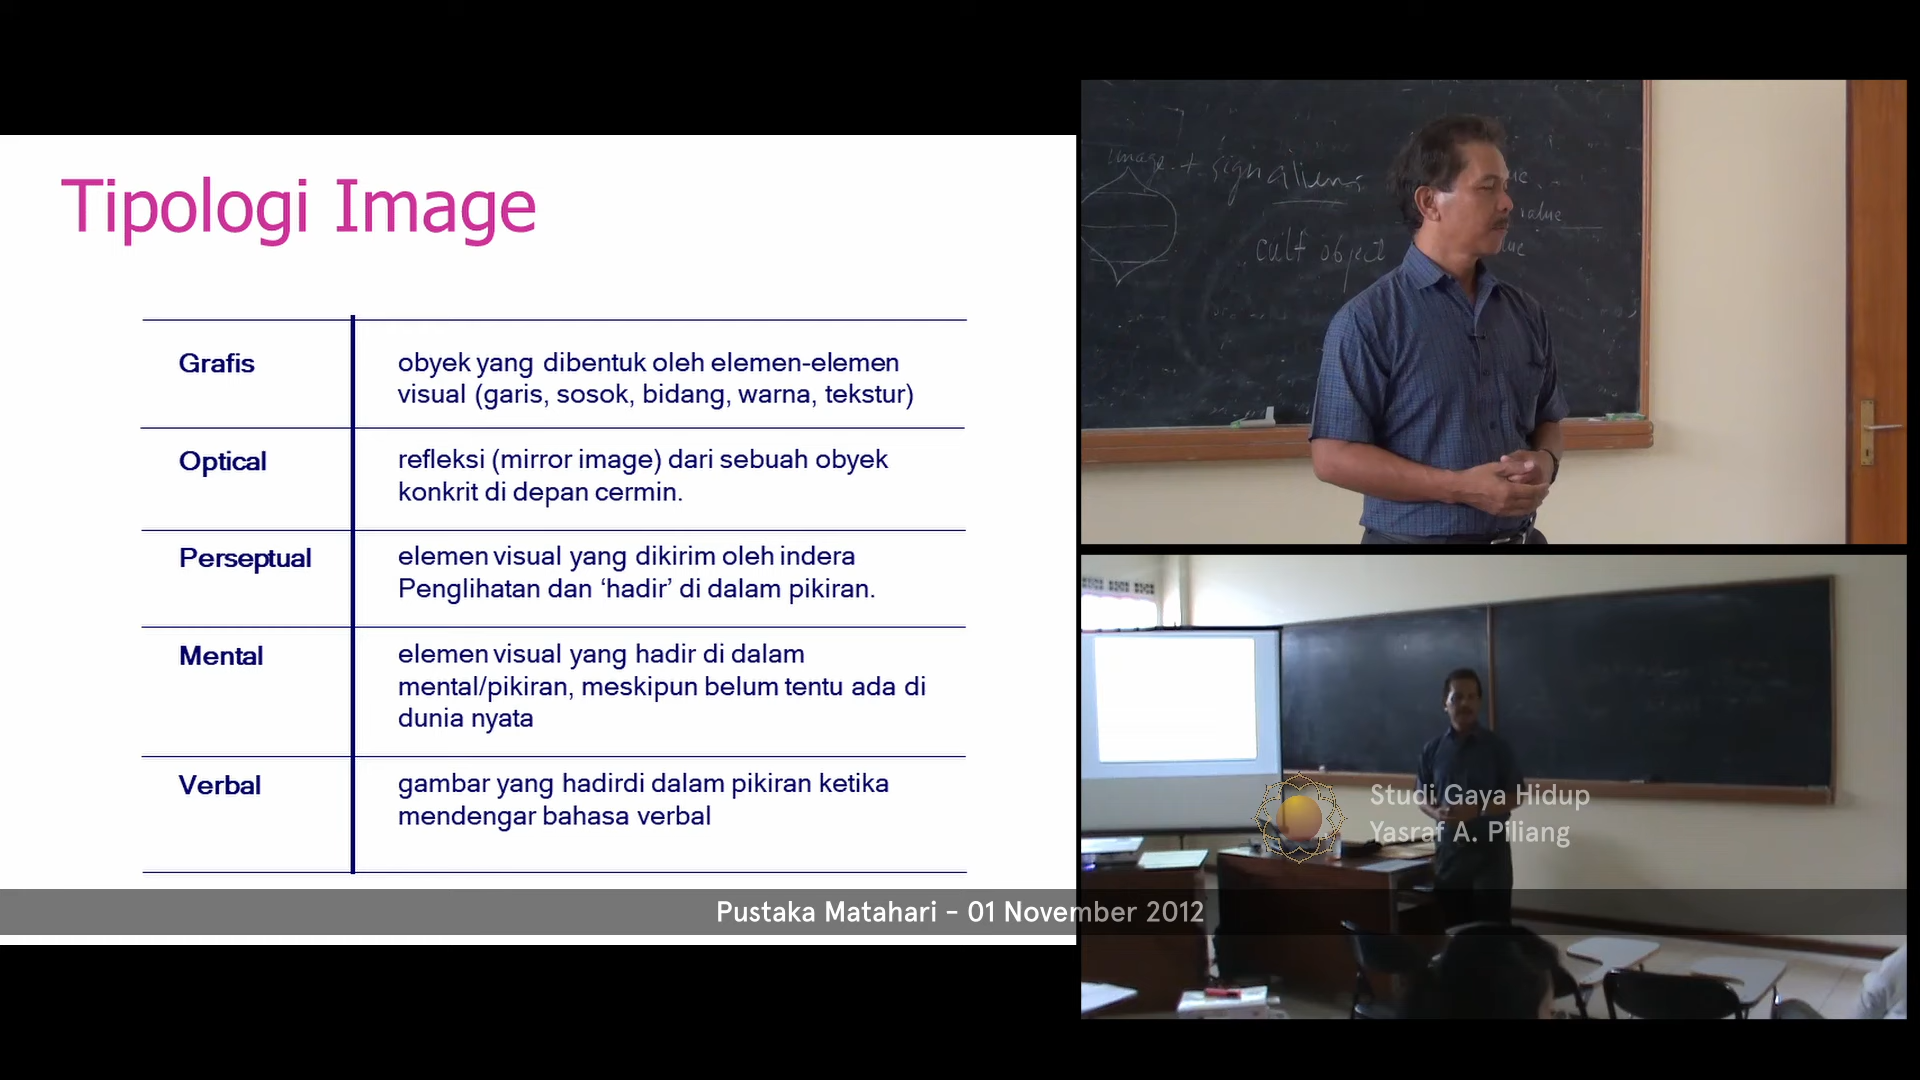 Tipologi Image
Grafis
obyek yang dibentuk oleh elemen-elemen
visual (garis, sosok, bidang, warna, tekstur)
Optical
refleksi (mirror image) dari sebuah obyek
konkrit di depan cermin.
Perseptual
elemen visual yang dikirim oleh indera
Penglihatan dan ‘hadir’ di dalam pikiran.
Mental
elemen visual yang hadir di dalam
mental/pikiran, meskipun belum tentu ada di
dunia nyata
Verbal
gambar yang hadirdi dalam pikiran ketika
mendengar bahasa verbal
image + sign
cult object
value
Studi Gaya Hidup
Yasraf A. Piliang
Pustaka Matahari - 01 November 2012